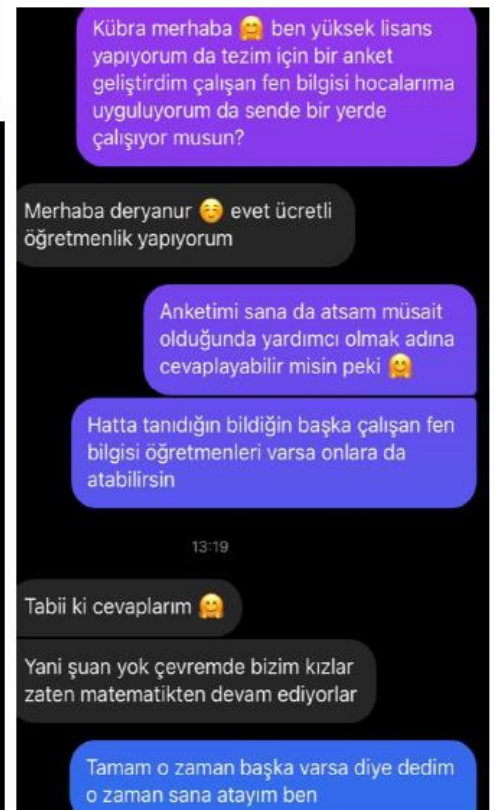 Kübra merhaba 🤗 ben yüksek lisans
yapıyorum da tezim için bir anket
geliştirdim çalışan fen bilgisi hocalarıma
uyguluyorum da sende bir yerde
çalışıyor musun?
Merhaba deryanur ☺️ evet ücretli
öğretmenlik yapıyorum
Anketimi sana da atsam müsait
olduğunda yardımcı olmak adına
cevaplayabilir misin peki 🤗
Hatta tanıdığın bildiğin başka çalışan fen
bilgisi öğretmenleri varsa onlara da
atabilirsin
13:19
Tabii ki cevaplarım 🤗
Yani şuan yok çevremde bizim kızlar
zaten matematikten devam ediyorlar
Tamam o zaman başka varsa diye dedim
o zaman sana atayım ben